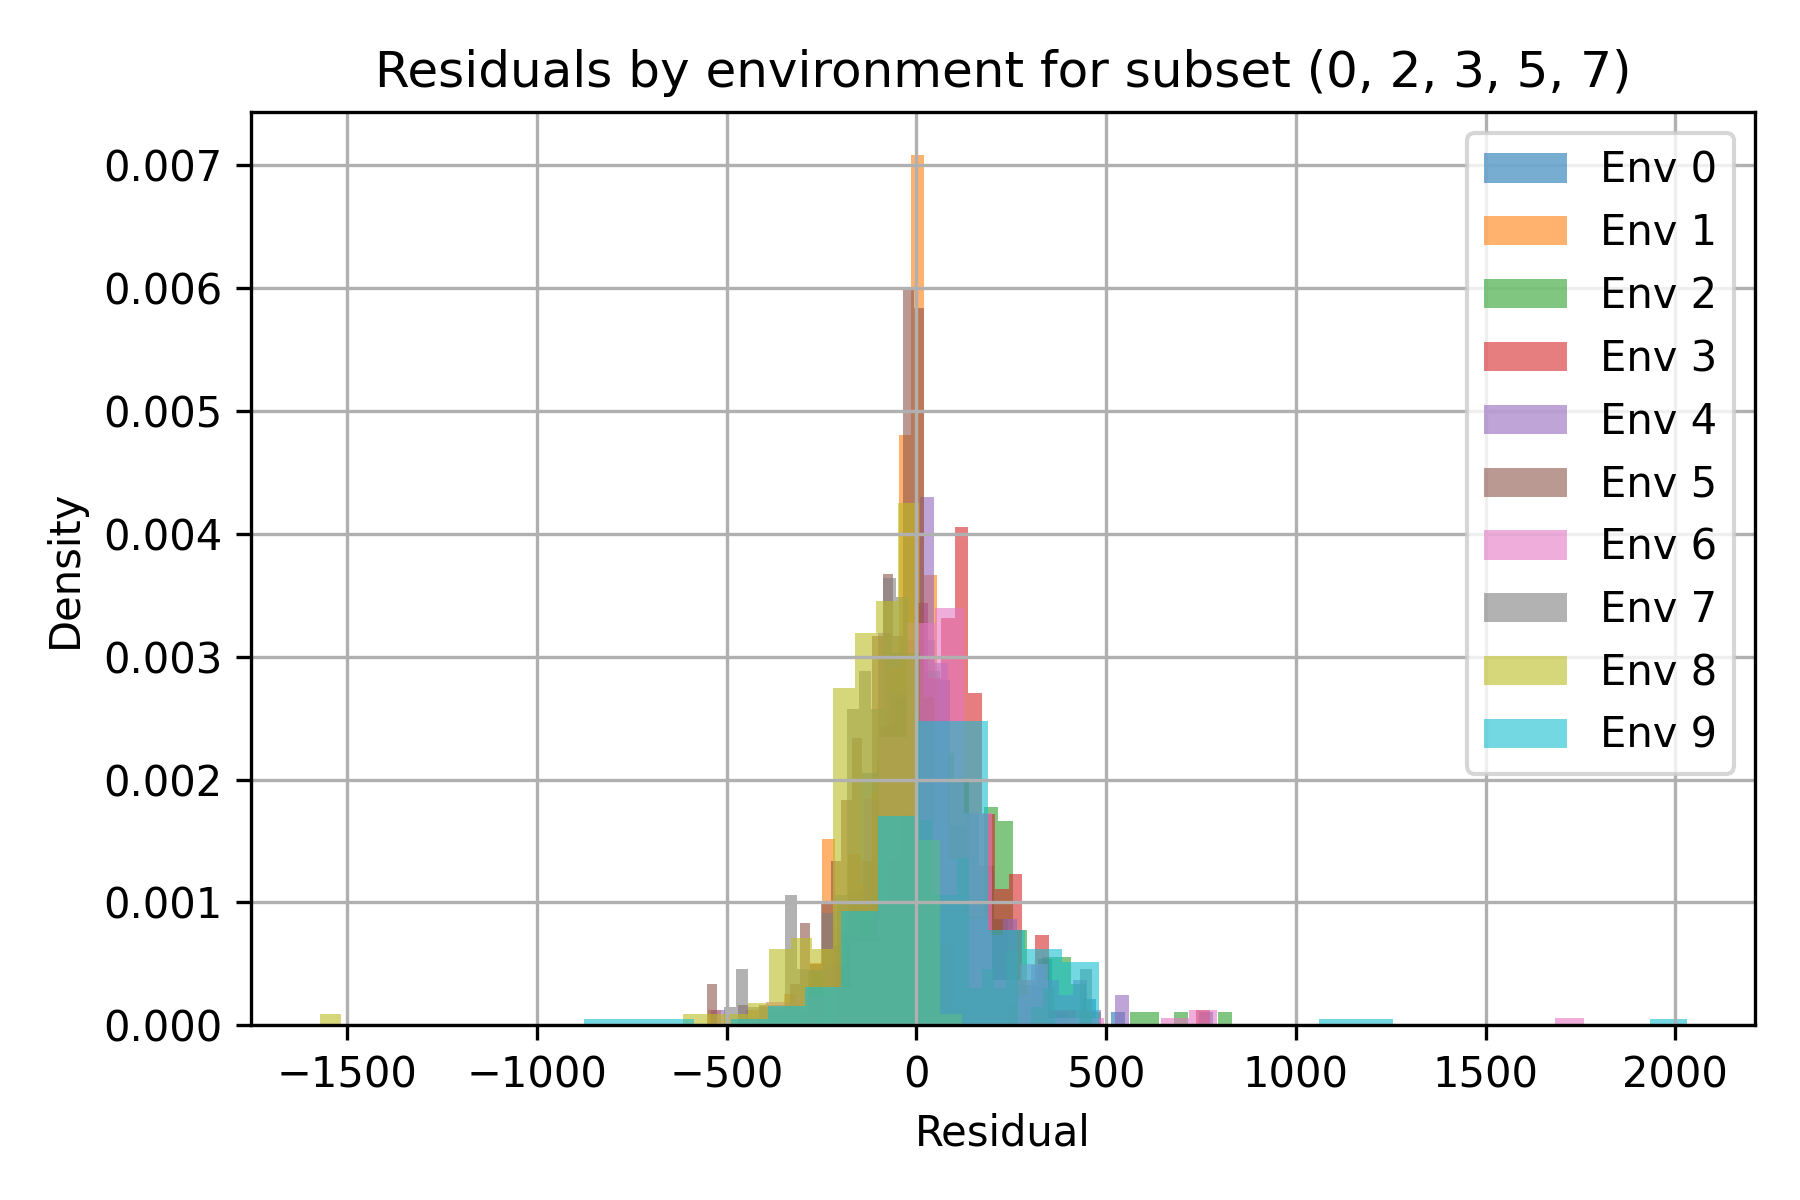 Residuals by environment for subset (0, 2, 3, 5, 7)
0.007
0.006
0.005
0.004
0.003
0.002
0.001
0.000
Density
Env 0
Env 1
Env 2
Env 3
Env 4
Env 5
Env 6
Env 7
Env 8
Env 9
−1500 −1000 −500 0 500 1000 1500 2000
Residual